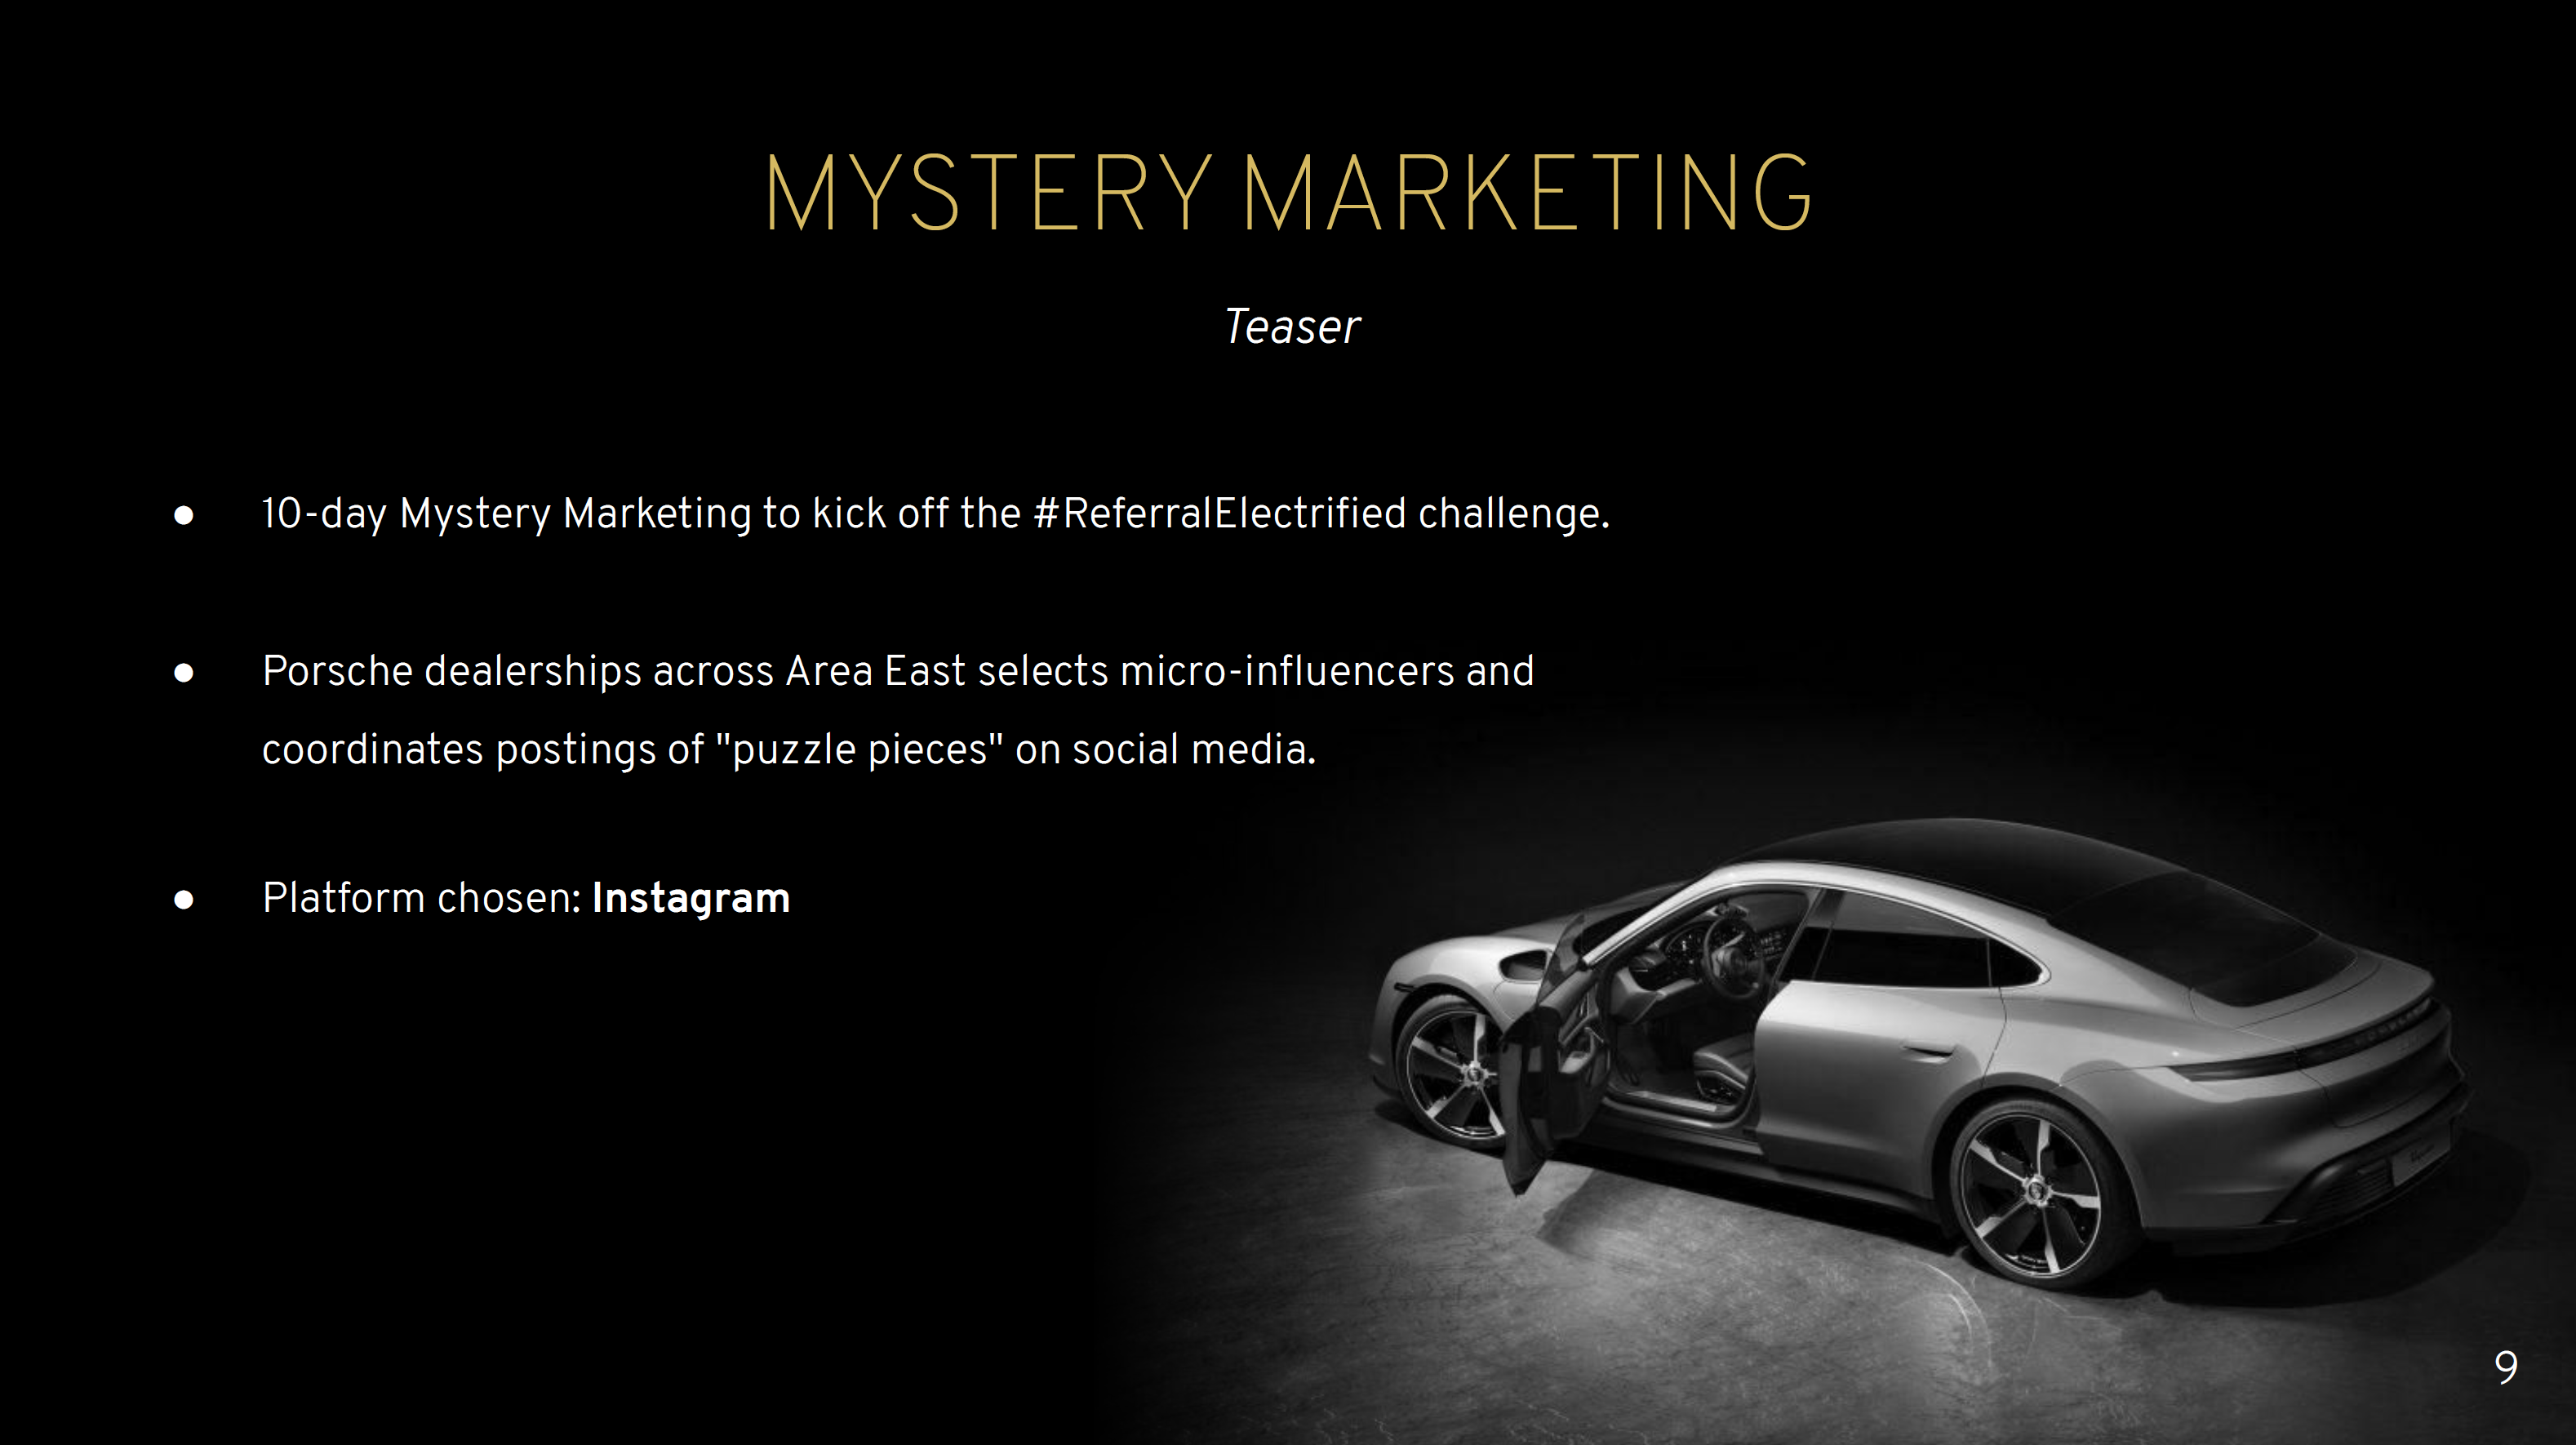 MYSTERY MARKETING
Teaser
● 10-day Mystery Marketing to kick off the #ReferralElectrified challenge.
● Porsche dealerships across Area East selects micro-influencers and
coordinates postings of "puzzle pieces" on social media.
● Platform chosen: Instagram
9